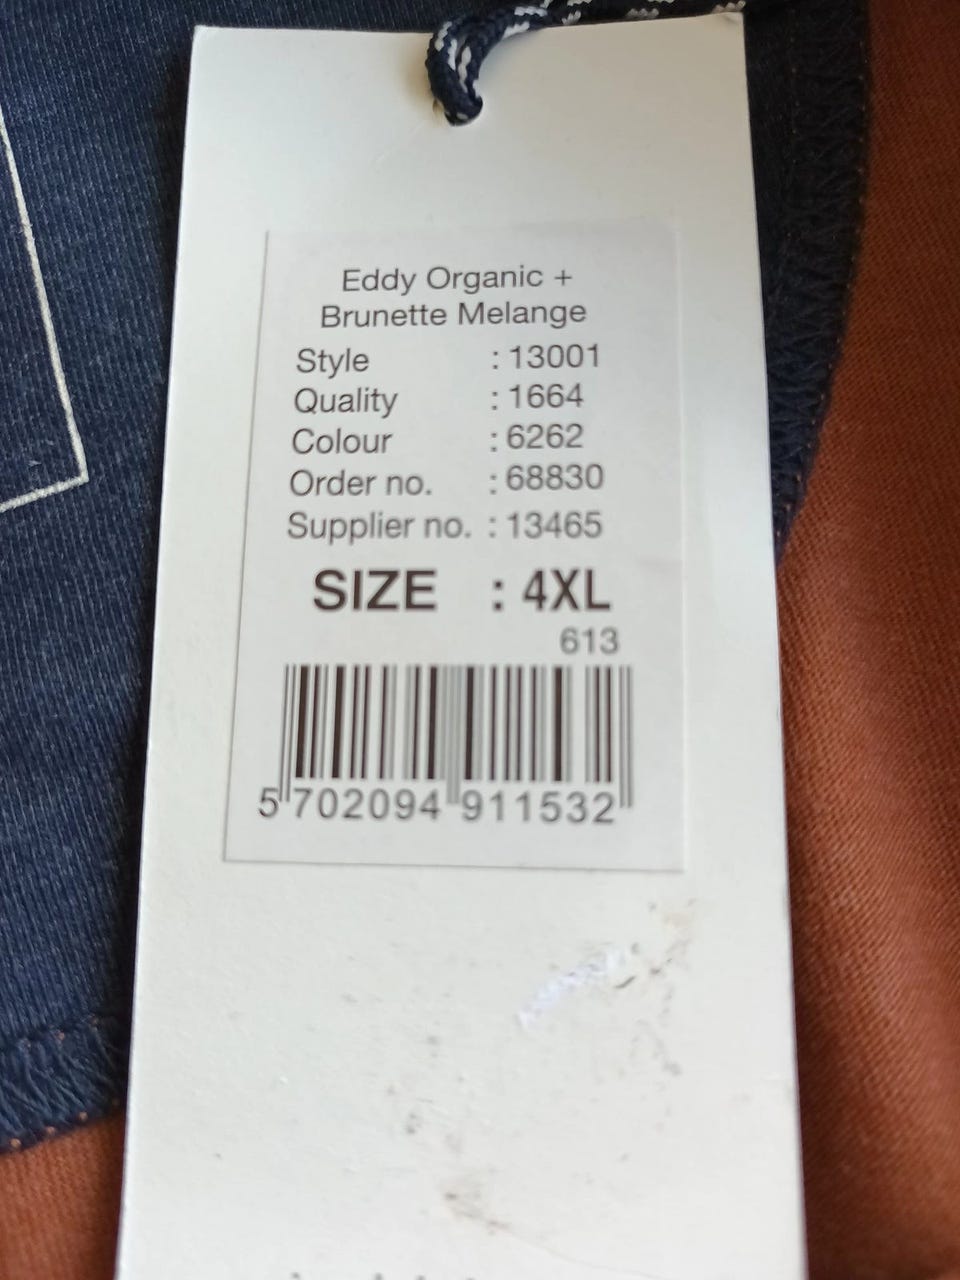 Eddy Organic +
Brunette Melange
Style : 13001
Quality : 1664
Colour : 6262
Order no. : 68830
Supplier no. : 13465
SIZE : 4XL
613
5 702094 911532